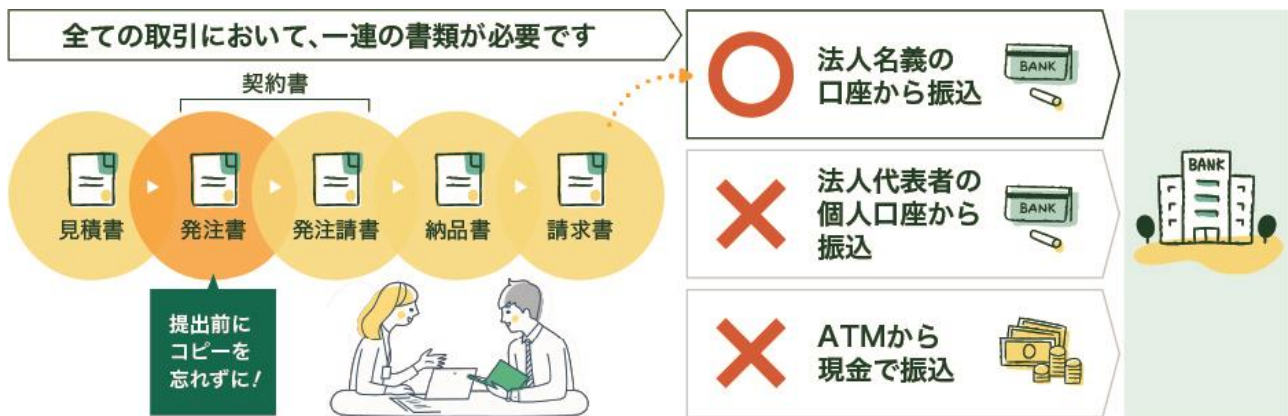 全ての取引において、一連の書類が必要です
契約書
見積書
発注書
発注請書
納品書
請求書
提出前に
コピーを
忘れずに！
法人名義の
口座から振込
BANK
法人代表者の
個人口座から
振込
BANK
ATMから
現金で振込
BANK